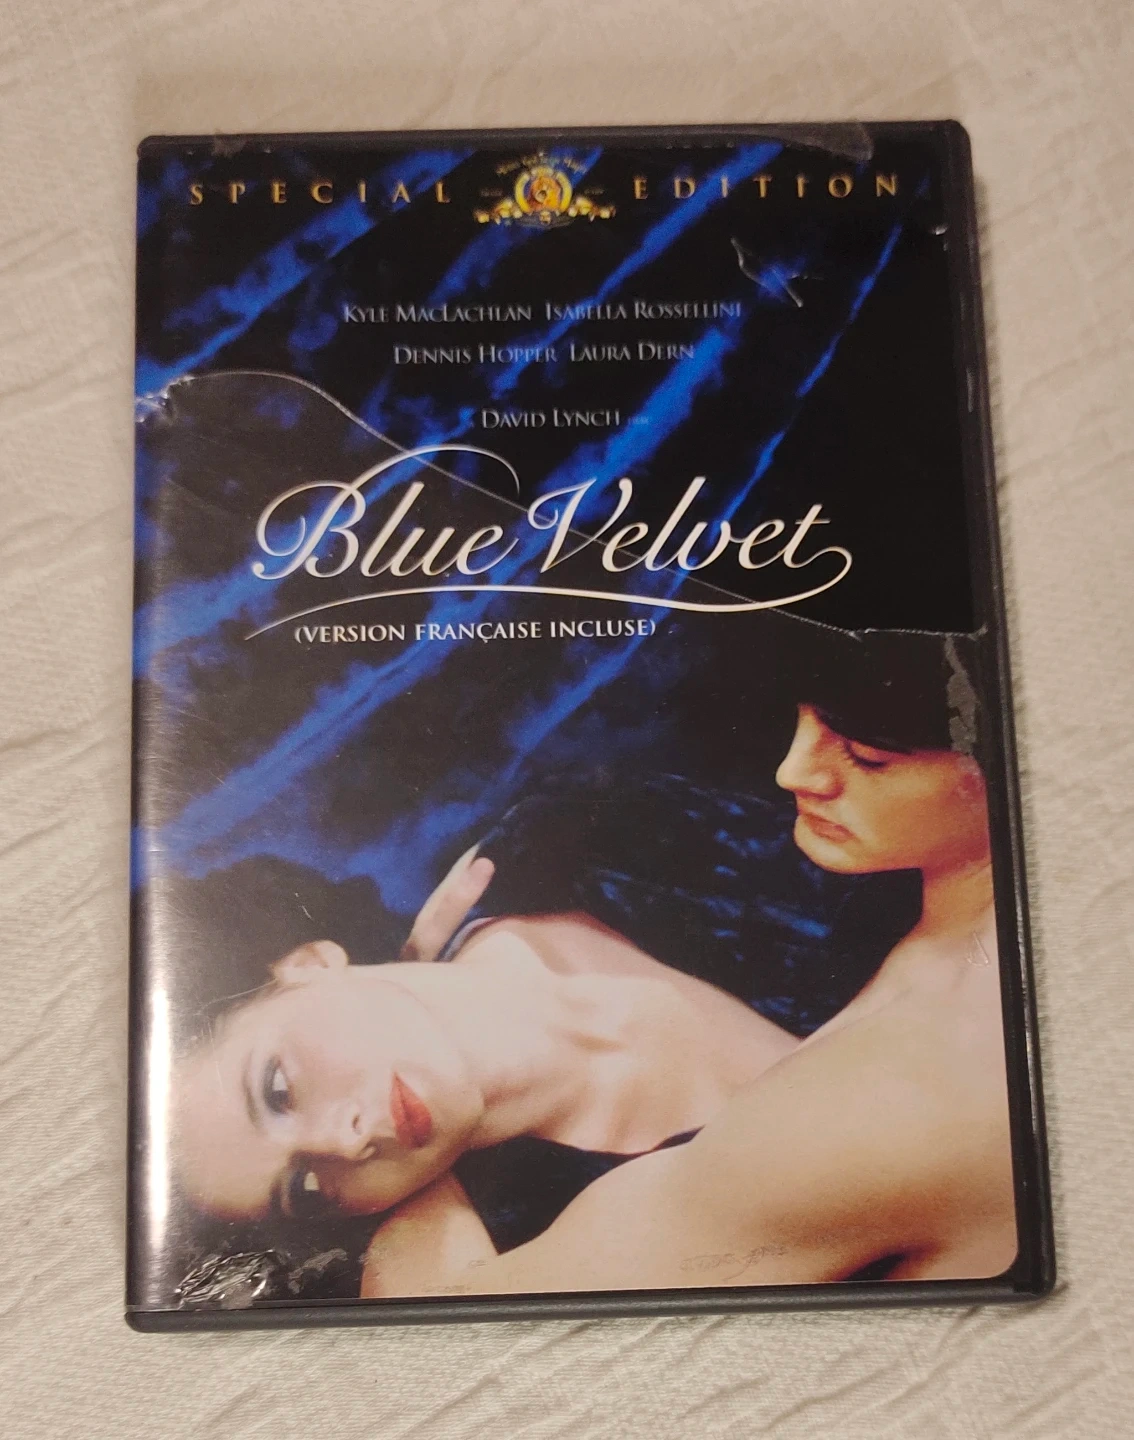 SPECIAL EDITION
KYLE MACLACHLAN ISABELLA ROSSELLINI
DENNIS HOPPER LAURA DERN
DAVID LYNCH
Blue Velvet
(VERSION FRANÇAISE INCLUSE)